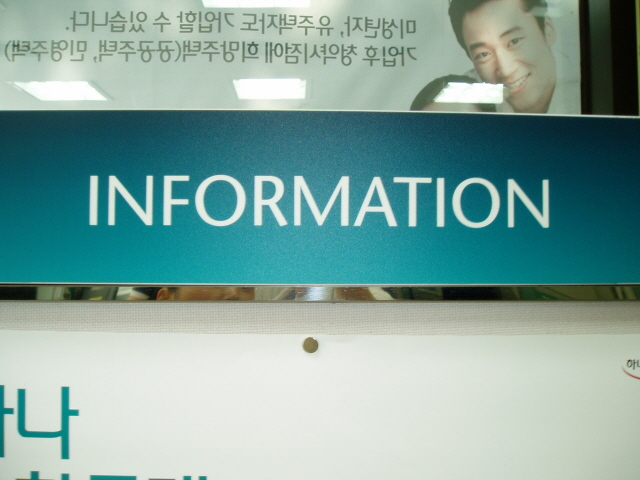 미성년자, 유주택자도 가입할 수 있습니다.
가입후 청약시점에 희망주택(공공주택, 민영주택)
INFORMATION
하나